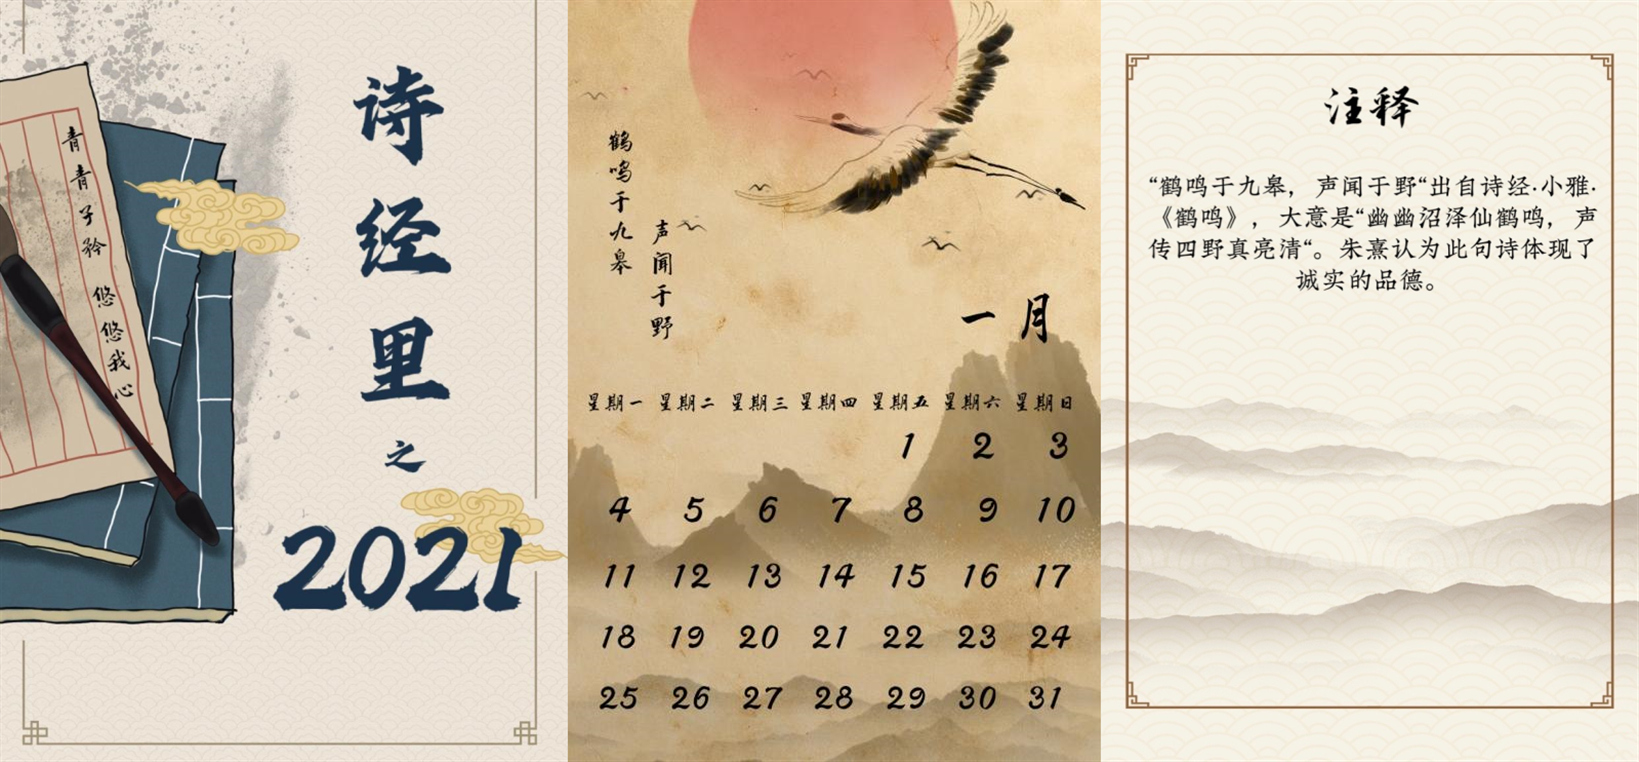 青青子衿
悠悠我心
诗经里
之
2021
鹤鸣于九皋
声闻于野
一月
星期一 星期二 星期三 星期四 星期五 星期六 星期日
1 2 3
4 5 6 7 8 9 10
11 12 13 14 15 16 17
18 19 20 21 22 23 24
25 26 27 28 29 30 31
注释
“鹤鸣于九皋，声闻于野“出自诗经·小雅·
《鹤鸣》，大意是“幽幽沼泽仙鹤鸣，声
传四野真亮清“。朱熹认为此句诗体现了
诚实的品德。